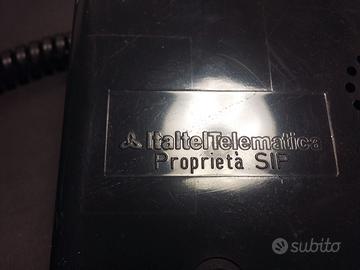 ItaltelTelematica
Proprietà SIP
subito